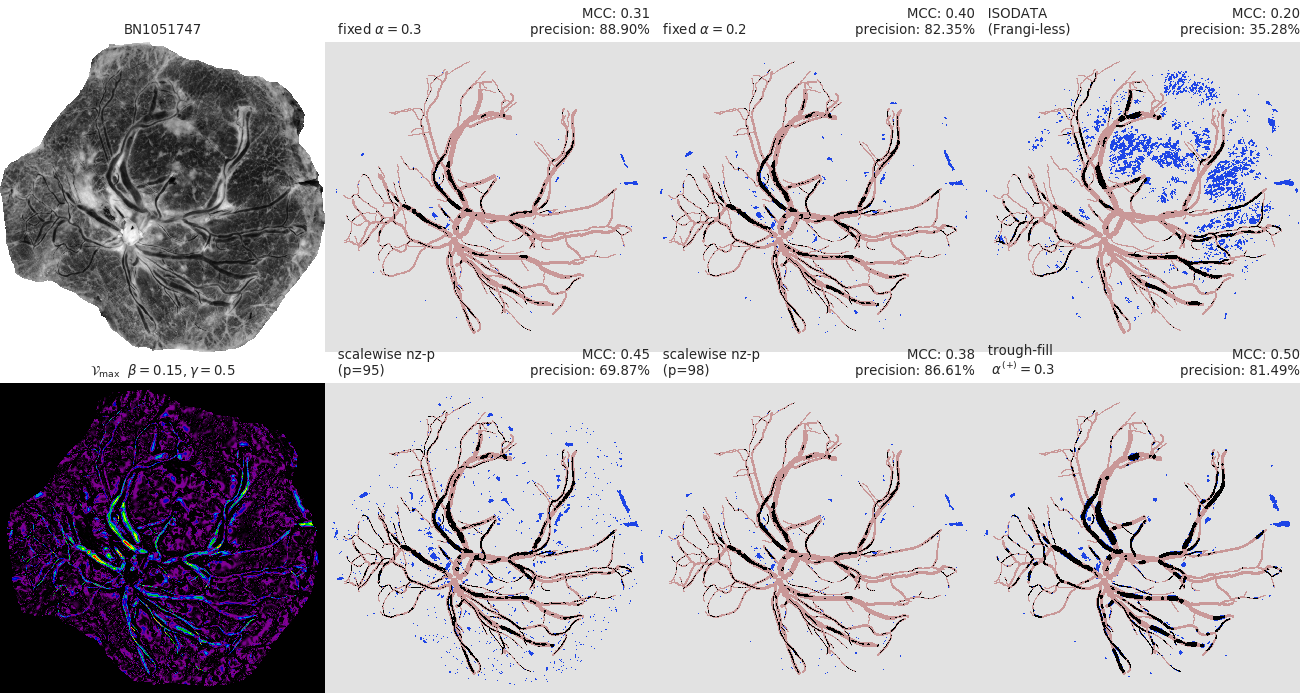 BN1051747
fixed α = 0.3
MCC: 0.31
precision: 88.90%
fixed α = 0.2
MCC: 0.40
precision: 82.35%
ISODATA
(Frangi-less)
MCC: 0.20
precision: 35.28%
𝒱max β = 0.15, γ = 0.5
scalewise nz-p
(p=95)
MCC: 0.45
precision: 69.87%
scalewise nz-p
(p=98)
MCC: 0.38
precision: 86.61%
trough-fill
α(+) = 0.3
MCC: 0.50
precision: 81.49%